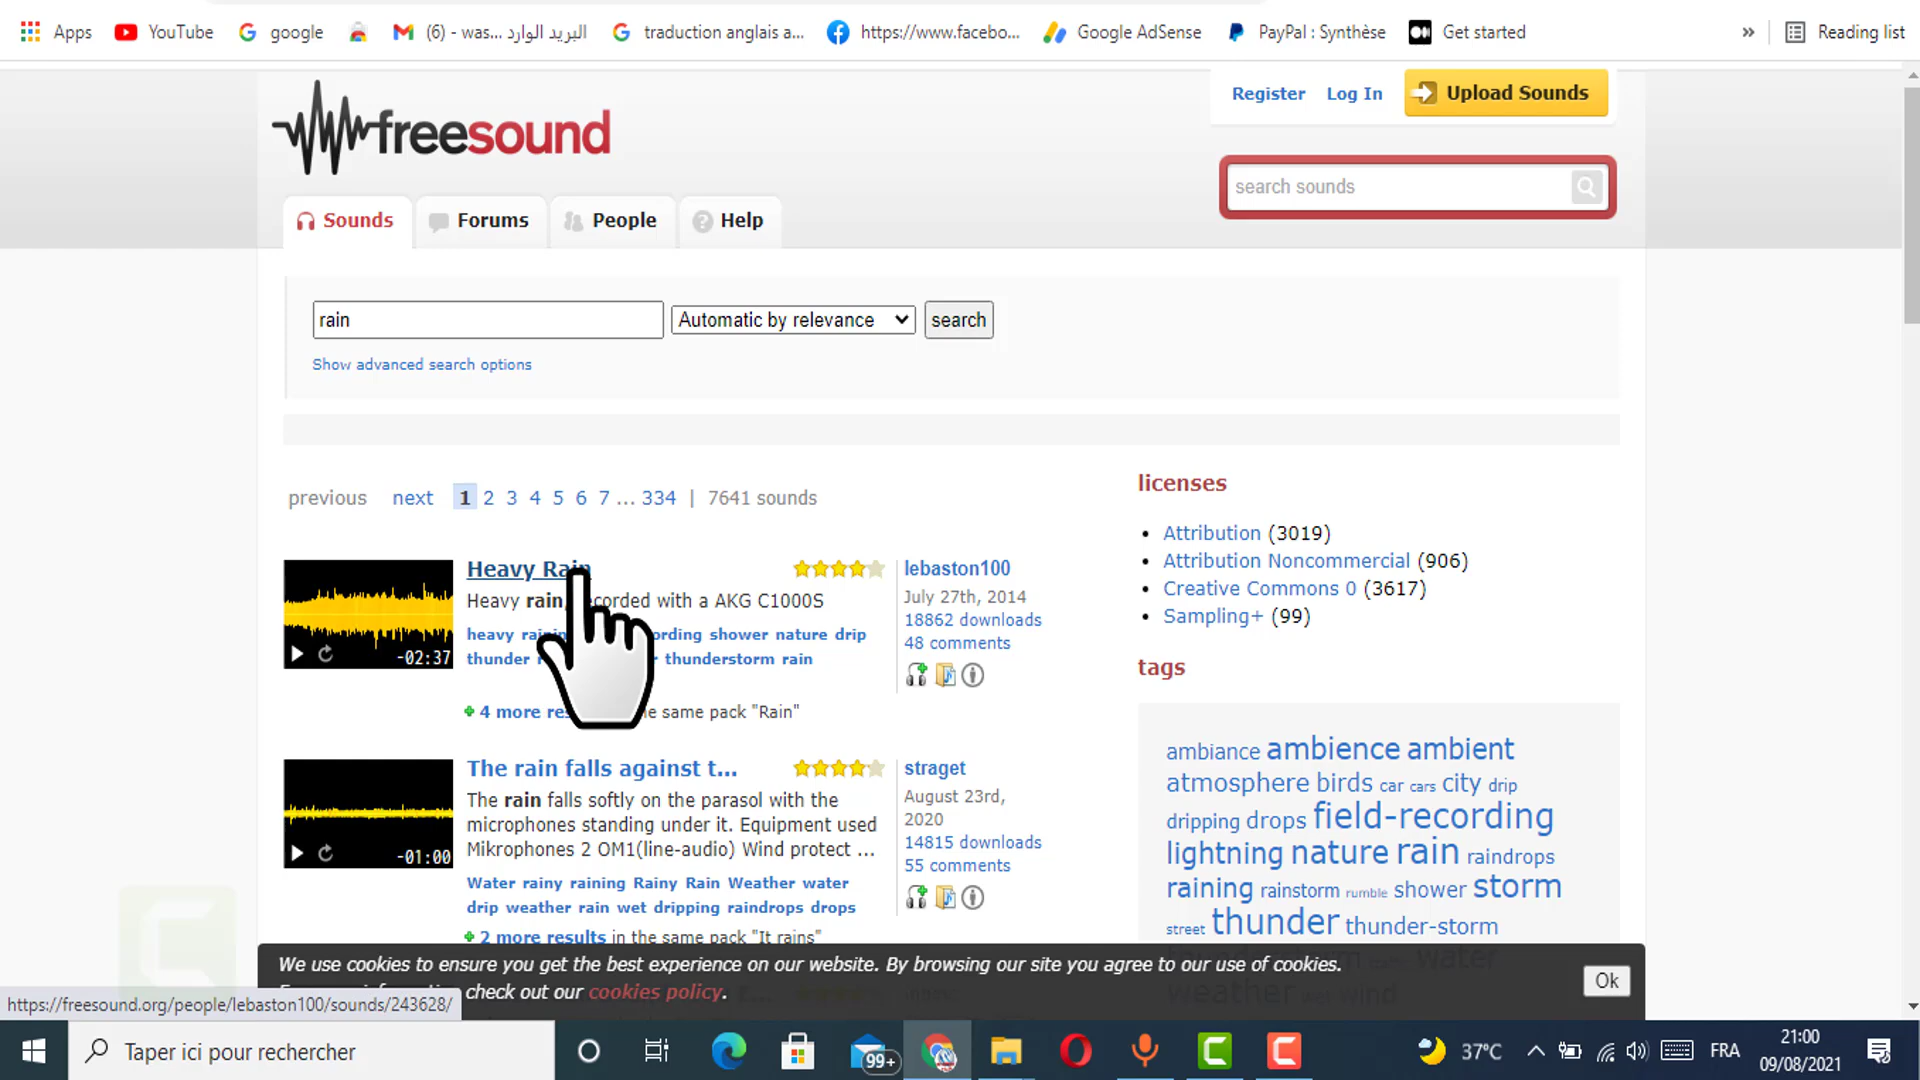 Apps YouTube google (6) - was... البريد الوارد traduction anglais a... https://www.facebo... Google AdSense PayPal : Synthèse Get started » Reading list
Register Log In Upload Sounds
freesound
search sounds
Sounds Forums People Help
rain Automatic by relevance search
Show advanced search options
previous next 1 2 3 4 5 6 7 ... 334 | 7641 sounds
Heavy Rain
Heavy rain, recorded with a AKG C1000S
heavy shower nature drip
thunder thunderstorm rain
-02:37
4 more the same pack "Rain"
lebaston100
July 27th, 2014
18862 downloads
48 comments
The rain falls against t...
The rain falls softly on the parasol with the
microphones standing under it. Equipment used
Mikrophones 2 OM1(line-audio) Wind protect ...
Water rainy raining Rainy Rain Weather water
drip weather rain wet dripping raindrops drops
-01:00
2 more results in the same pack "It rains"
straget
August 23rd,
2020
14815 downloads
55 comments
licenses
Attribution (3019)
Attribution Noncommercial (906)
Creative Commons 0 (3617)
Sampling+ (99)
tags
ambiance ambience ambient
atmosphere birds car cars city drip
dripping drops field-recording
lightning nature rain raindrops
raining rainstorm rumble shower storm
street thunder thunder-storm
water
weather wind
We use cookies to ensure you get the best experience on our website. By browsing our site you agree to our use of cookies.
check out our cookies policy.
Ok
https://freesound.org/people/lebaston100/sounds/243628/
Taper ici pour rechercher 99+ 37°C FRA 21:00
09/08/2021